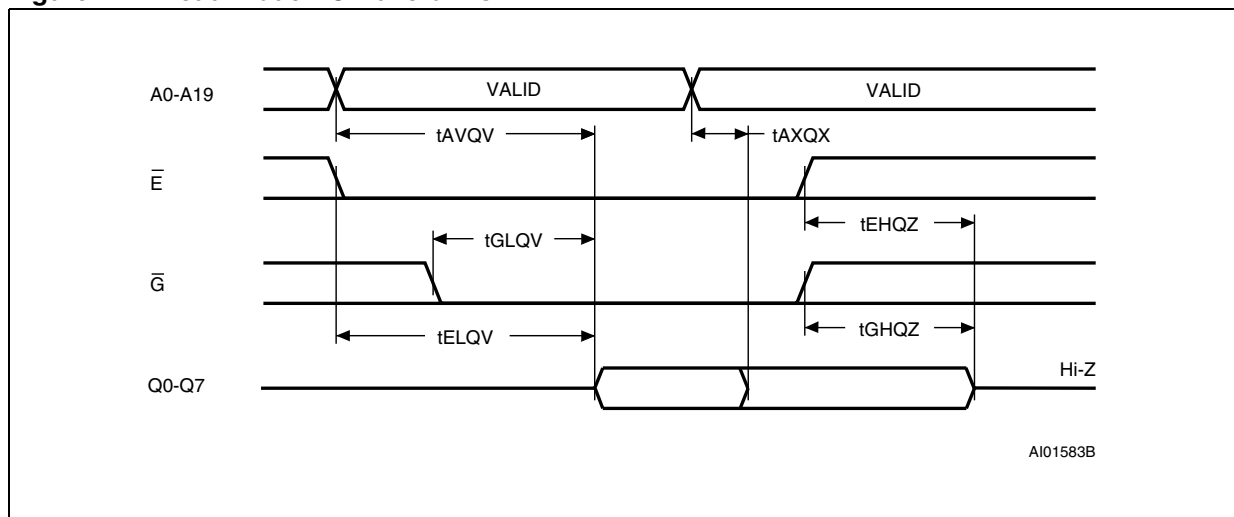 A0-A19
VALID
VALID
tAVQV
tAXQX
E̅
tEHQZ
tGLQV
G̅
tGHQZ
tELQV
Q0-Q7
Hi-Z
AI01583B